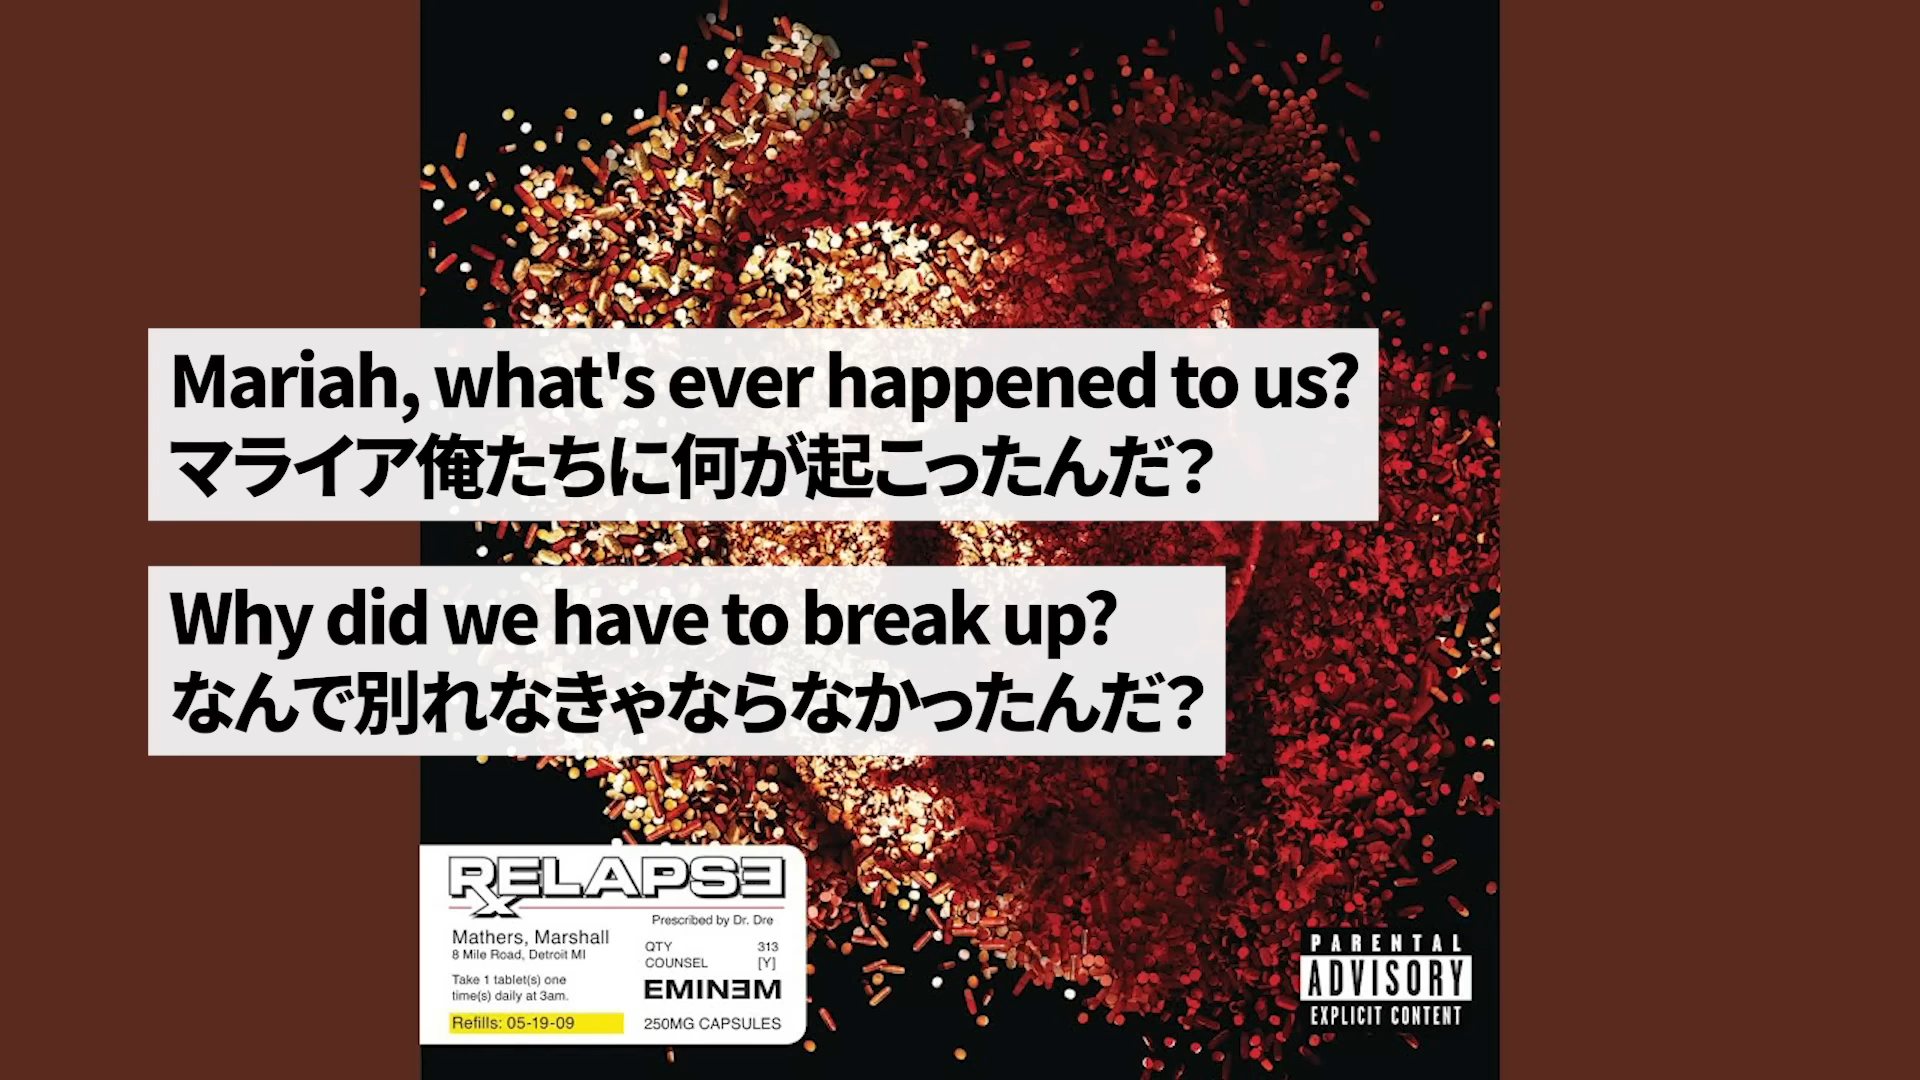 Mariah, what's ever happened to us?
マライア俺たちに何が起こったんだ？
Why did we have to break up?
なんで別れなきゃならなかったんだ？
RELAPSE
Prescribed by Dr. Dre
Mathers, Marshall
8 Mile Road, Detroit MI
QTY 313
COUNSEL [Y]
Take 1 tablet(s) one
time(s) daily at 3am.
EMINEM
Refills: 05-19-09
250MG CAPSULES
PARENTAL
ADVISORY
EXPLICIT CONTENT